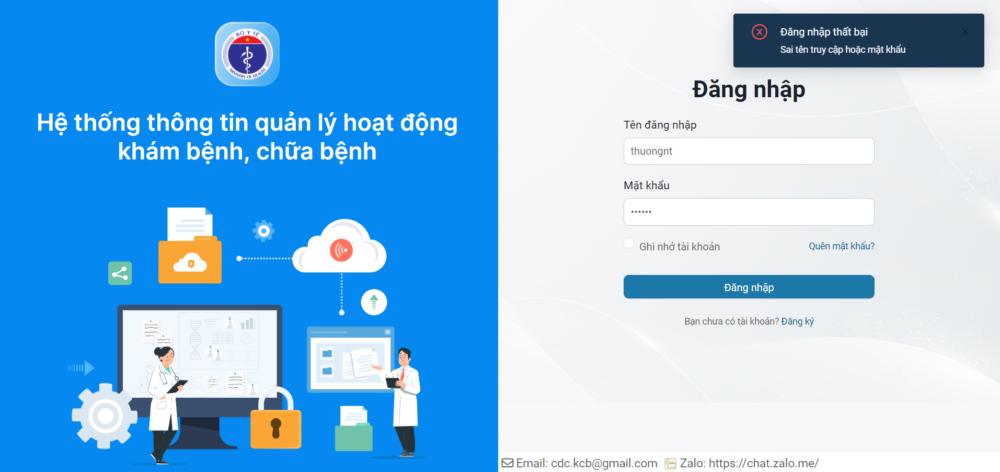 BỘ Y TẾ
MINISTRY OF HEALTH
Hệ thống thông tin quản lý hoạt động
khám bệnh, chữa bệnh
Đăng nhập thất bại
Sai tên truy cập hoặc mật khẩu
Đăng nhập
Tên đăng nhập
thuongnt
Mật khẩu
••••••
Ghi nhớ tài khoản
Quên mật khẩu?
Đăng nhập
Bạn chưa có tài khoản? Đăng ký
Email: cdc.kcb@gmail.com Zalo: https://chat.zalo.me/